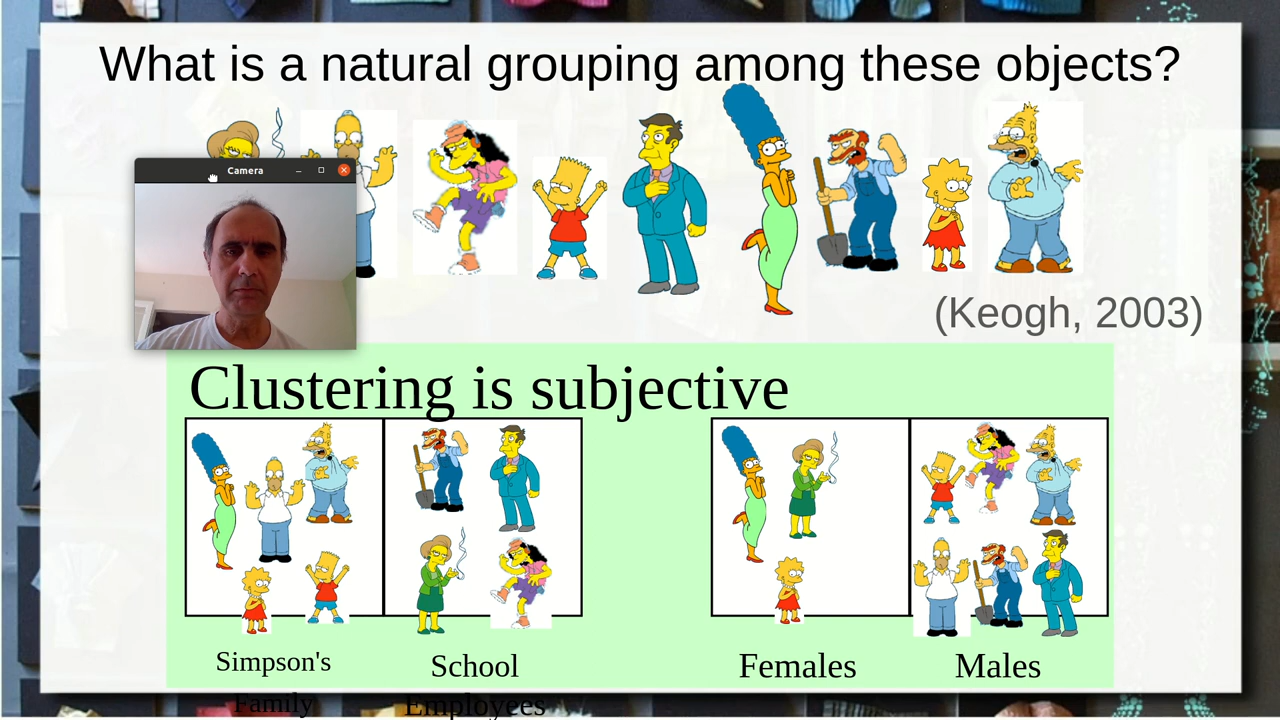 What is a natural grouping among these objects?
Camera
(Keogh, 2003)
Clustering is subjective
Simpson's
Family
School
Employees
Females
Males